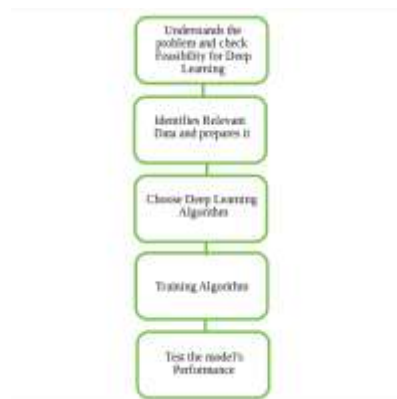 Understands the
problem and check
Feasibility for Deep
Learning
Identifies Relevant
Data and prepares it
Choose Deep Learning
Algorithm
Training Algorithm
Test the model's
Performance